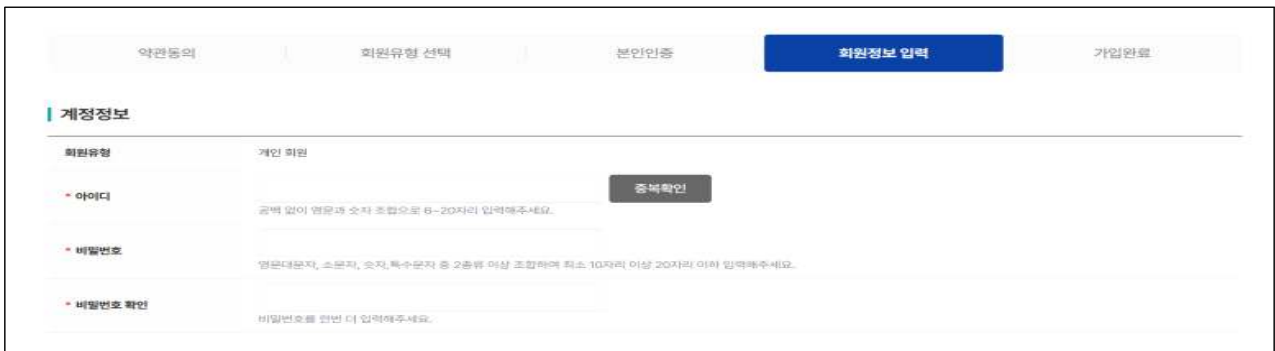 약관동의 회원유형 선택 본인인증 회원정보 입력 가입완료
계정정보
회원유형 개인 회원
* 아이디 중복확인
공백 없이 영문과 숫자 조합으로 6~20자리 입력해주세요.
* 비밀번호
영문대문자, 소문자, 숫자,특수문자 중 2종류 이상 조합하여 최소 10자리 이상 20자리 이하 입력해주세요.
* 비밀번호 확인
비밀번호를 한번 더 입력해주세요.